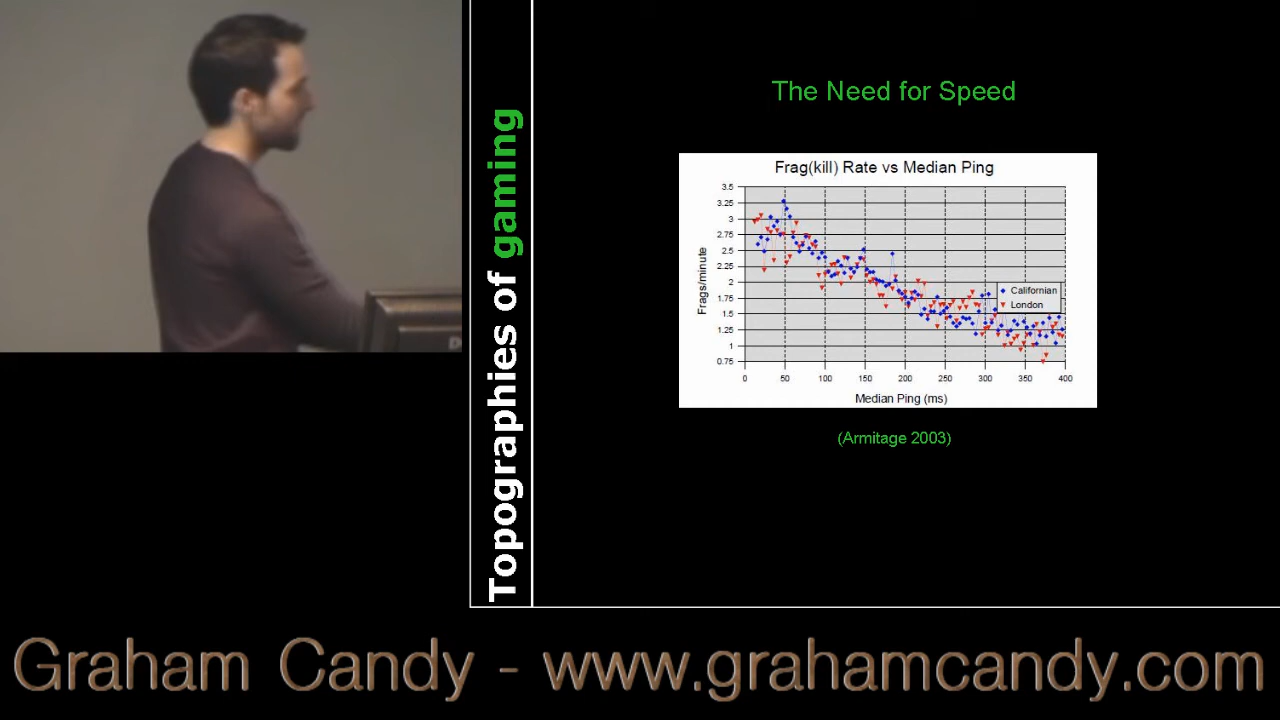 Topographies of gaming
The Need for Speed
Frag(kill) Rate vs Median Ping
3.5
3.25
3
2.75
2.5
2.25
2
1.75
1.5
1.25
1
0.75
Frags/minute
Californian
London
0 50 100 150 200 250 300 350 400
Median Ping (ms)
(Armitage 2003)
Graham Candy - www.grahamcandy.com